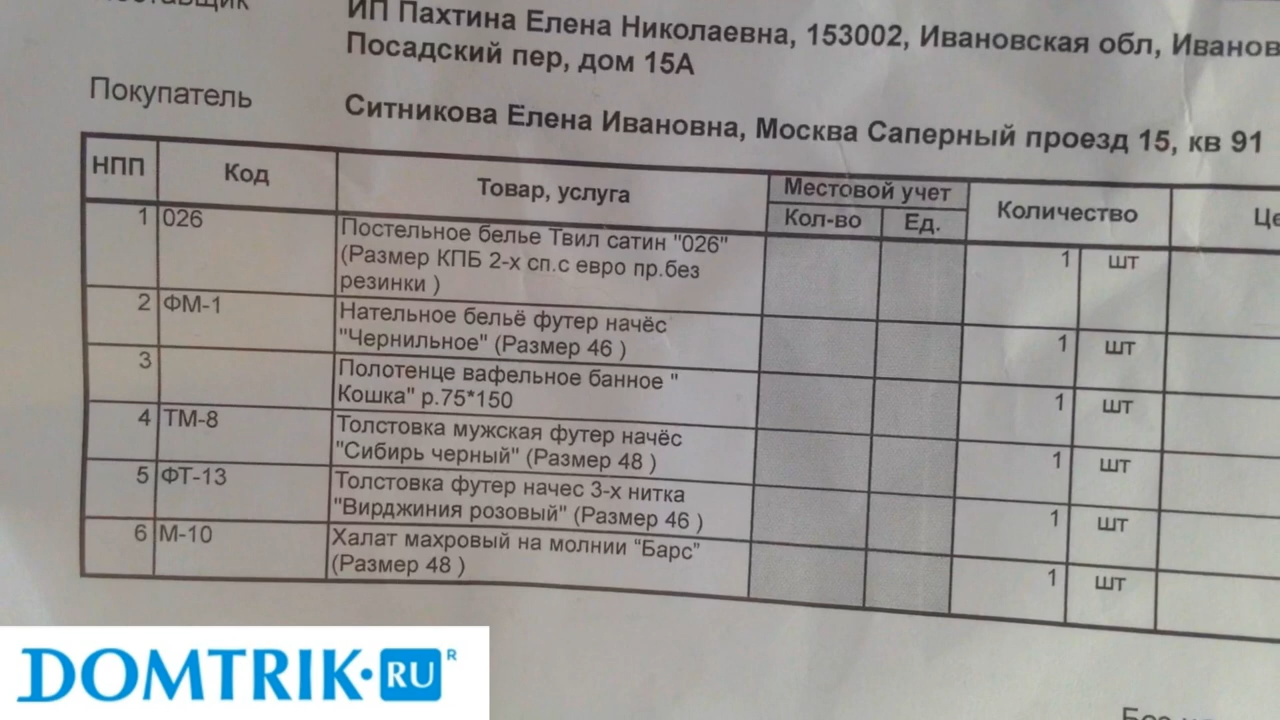 ИП Пахтина Елена Николаевна, 153002, Ивановская обл,
Посадский пер, дом 15А
Покупатель
Ситникова Елена Ивановна, Москва Саперный проезд 15, кв 91
НПП Код Товар, услуга Местовой учет Количество
Кол-во Ед.
1 026 Постельное белье Твил сатин "026"
(Размер КПБ 2-х сп.с евро пр.без
резинки ) 1 шт
2 ФМ-1 Нательное бельё футер начёс
"Чернильное" (Размер 46 ) 1 шт
3 Полотенце вафельное банное "
Кошка" р.75*150 1 шт
4 ТМ-8 Толстовка мужская футер начёс
"Сибирь черный" (Размер 48 ) 1 шт
5 ФТ-13 Толстовка футер начес 3-х нитка
"Вирджиния розовый" (Размер 46 ) 1 шт
6 М-10 Халат махровый на молнии “Барс”
(Размер 48 ) 1 шт
DOMTRIK.RU R